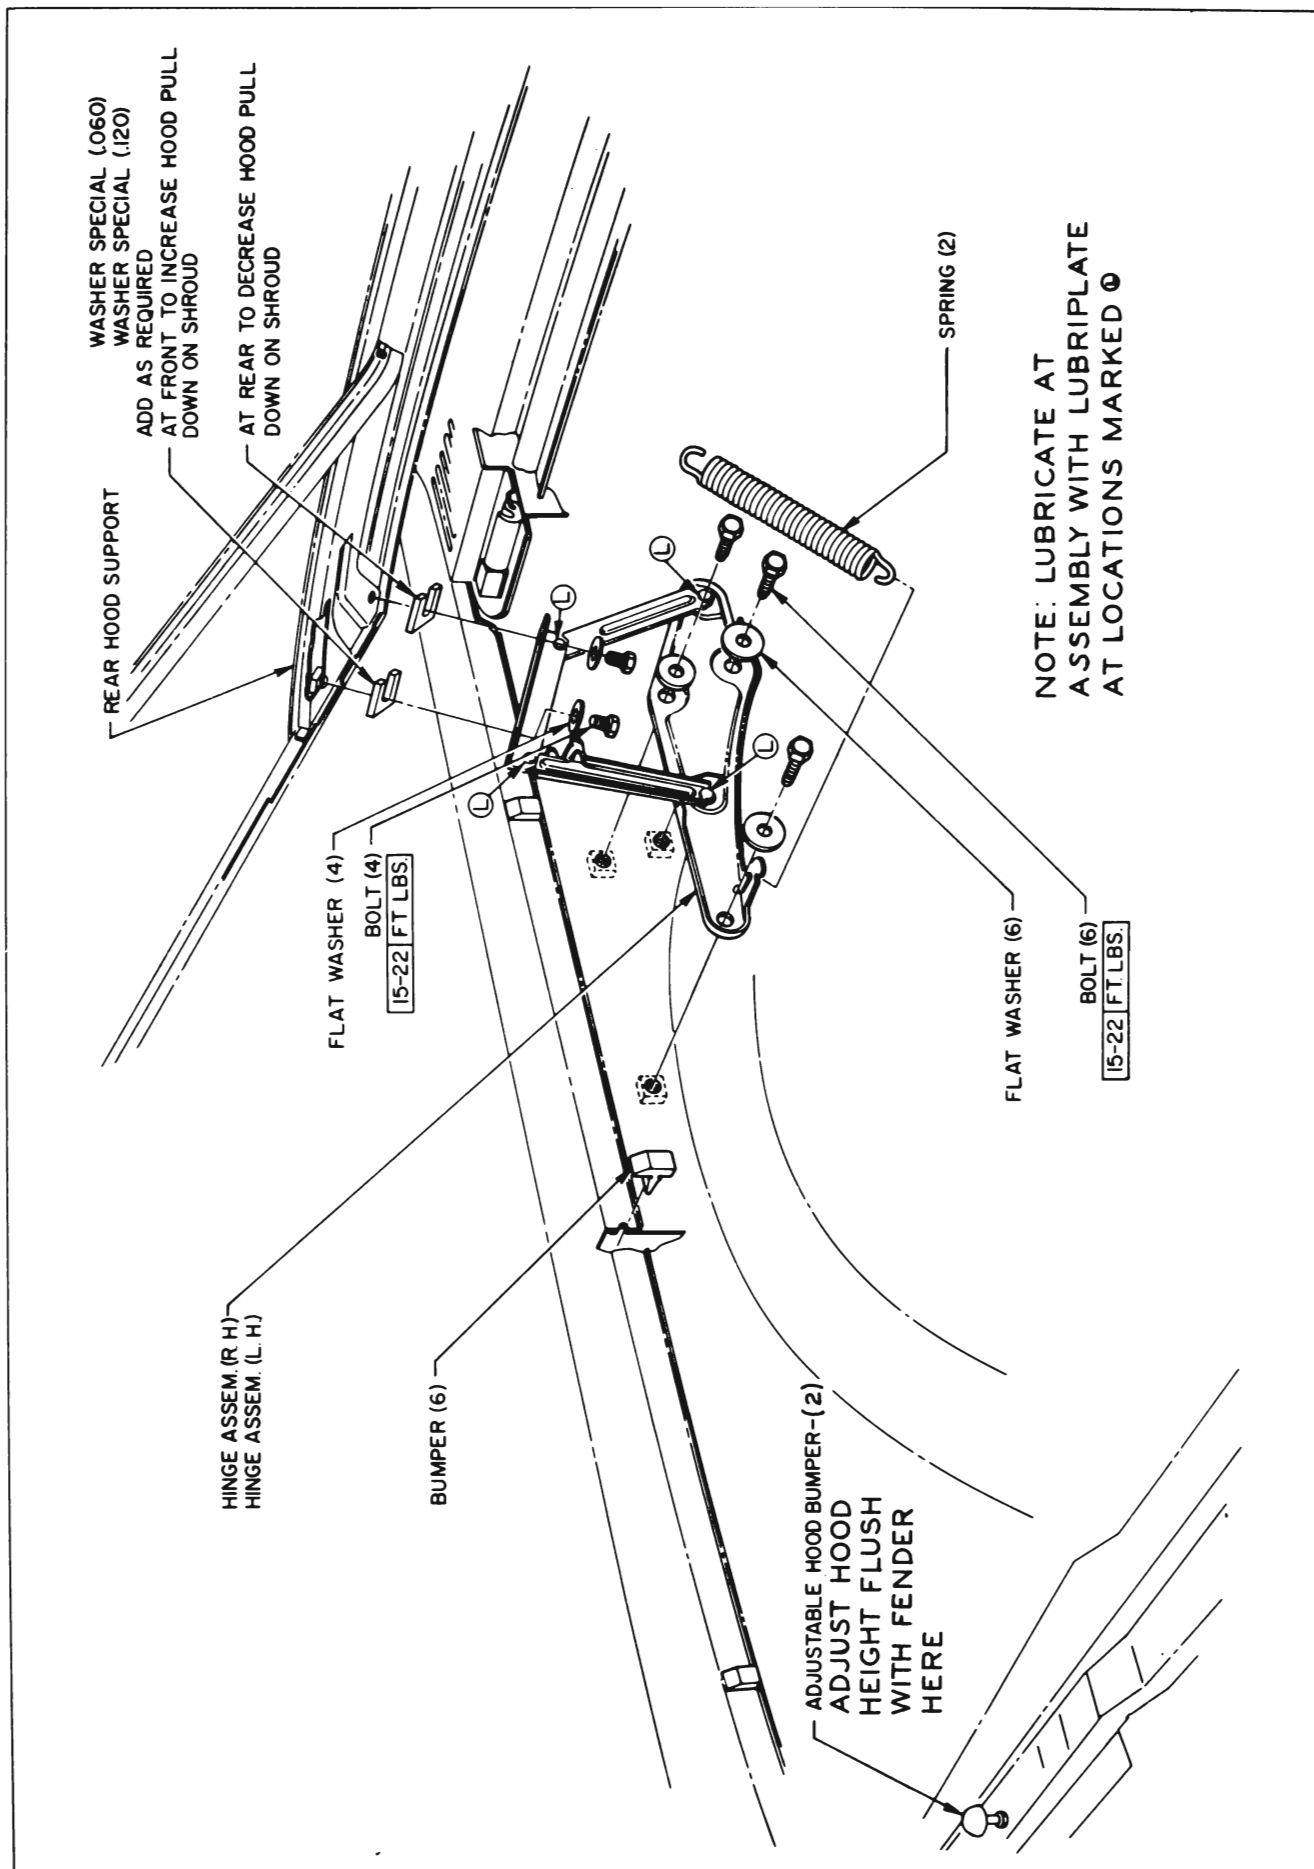 WASHER SPECIAL (.060)
WASHER SPECIAL (.120)
ADD AS REQUIRED
AT FRONT TO INCREASE HOOD PULL
DOWN ON SHROUD
AT REAR TO DECREASE HOOD PULL
DOWN ON SHROUD
REAR HOOD SUPPORT
SPRING (2)
NOTE: LUBRICATE AT
ASSEMBLY WITH LUBRIPLATE
AT LOCATIONS MARKED Ⓛ
Ⓛ
Ⓛ
Ⓛ
Ⓛ
FLAT WASHER (4)
BOLT (4)
15-22 FT LBS.
FLAT WASHER (6)
BOLT (6)
15-22 FT. LBS.
HINGE ASSEM. (R. H.)
HINGE ASSEM. (L. H.)
BUMPER (6)
ADJUSTABLE HOOD BUMPER-(2)
ADJUST HOOD
HEIGHT FLUSH
WITH FENDER
HERE